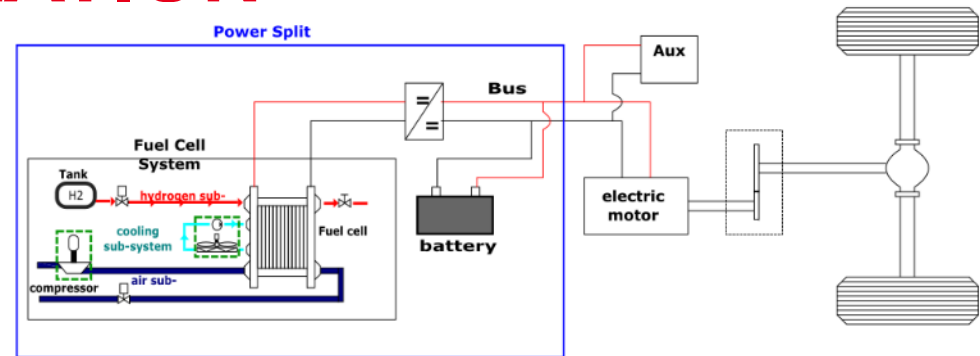 Power Split
Aux
Bus
=
=
Fuel Cell
System
Tank
H2
hydrogen sub-
cooling
sub-system
Fuel cell
electric
motor
battery
air sub-
compressor